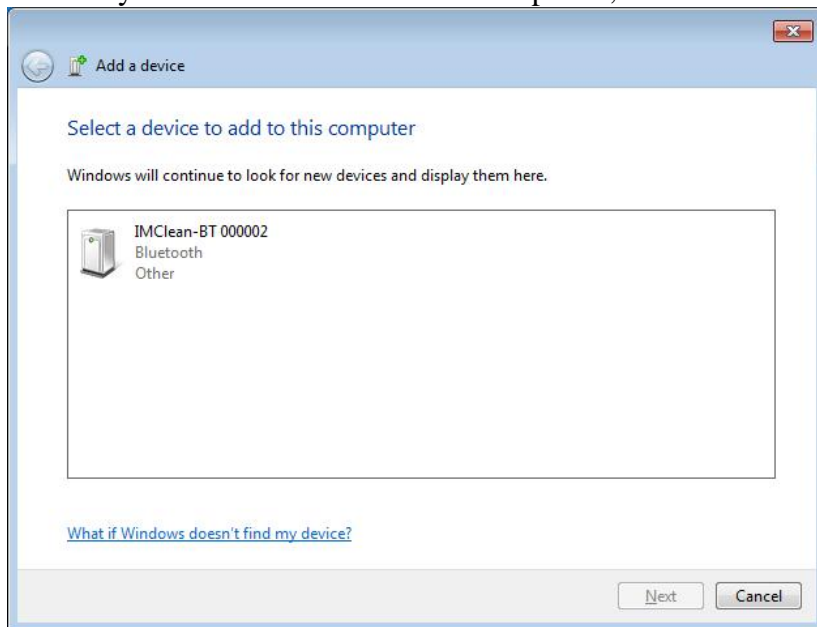 Add a device
Select a device to add to this computer
Windows will continue to look for new devices and display them here.
IMClean-BT 000002
Bluetooth
Other
What if Windows doesn't find my device?
Next Cancel